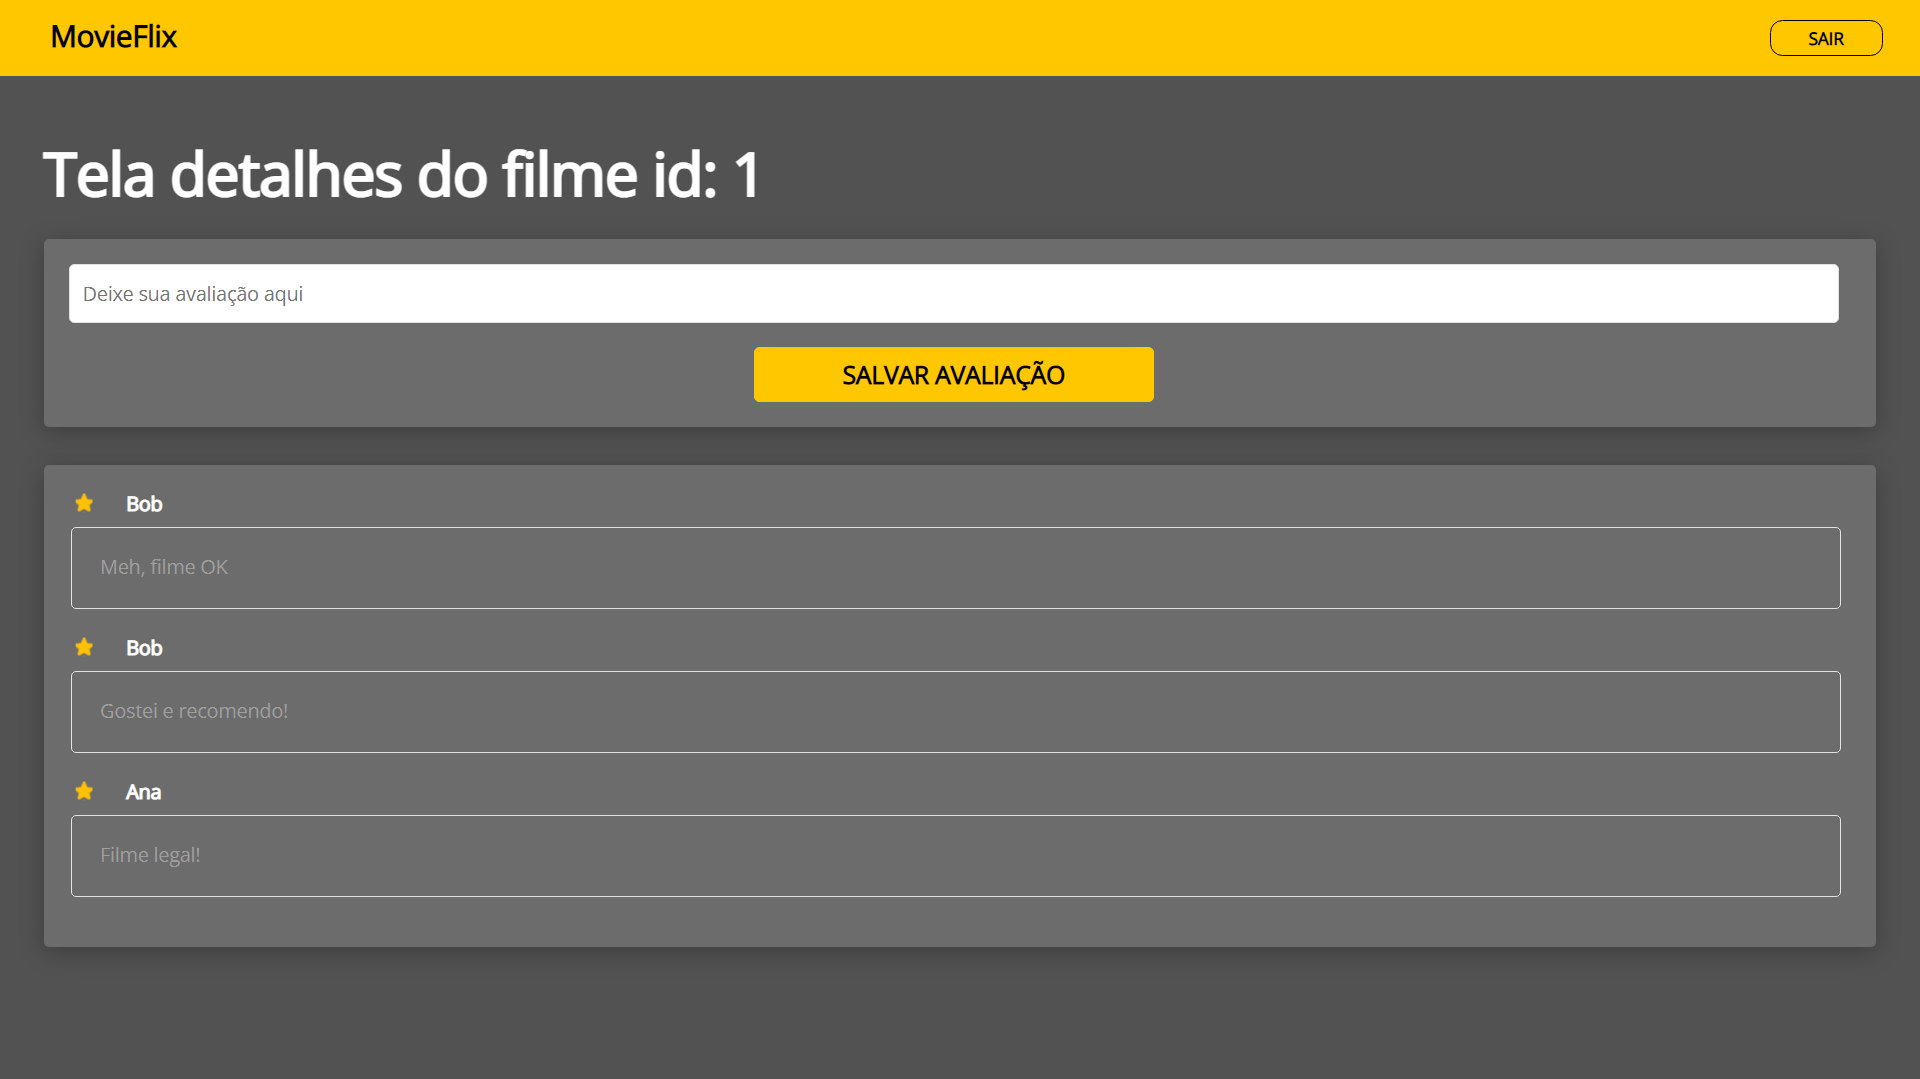 MovieFlix
SAIR
Tela detalhes do filme id: 1
Deixe sua avaliação aqui
SALVAR AVALIAÇÃO
Bob
Meh, filme OK
Bob
Gostei e recomendo!
Ana
Filme legal!